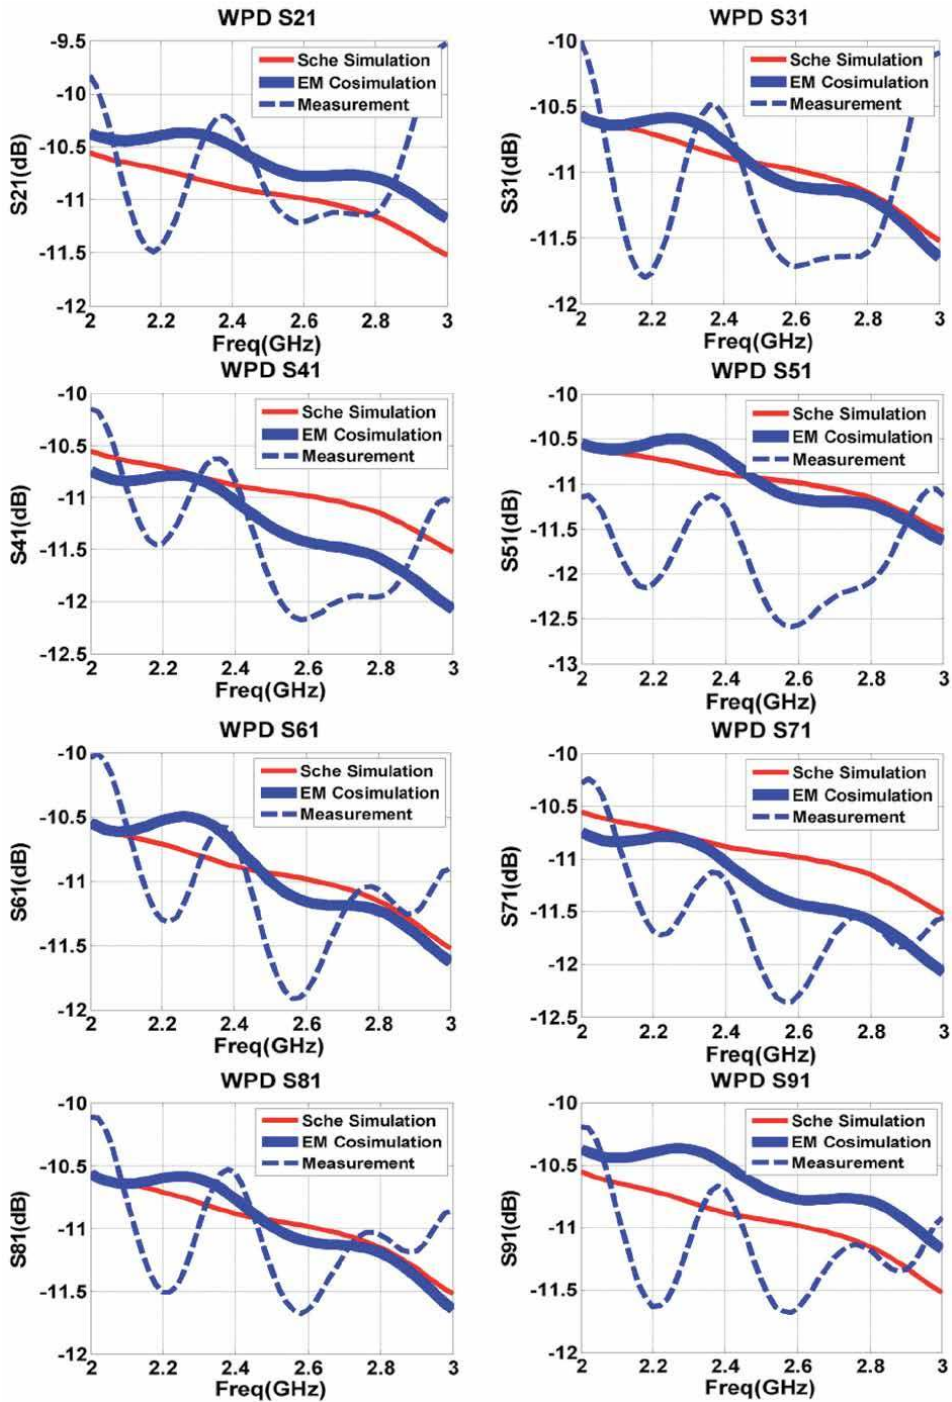 WPD S21
Sche Simulation
EM Cosimulation
Measurement
S21(dB)
-9.5
-10
-10.5
-11
-11.5
-12
2 2.2 2.4 2.6 2.8 3
Freq(GHz)
WPD S31
Sche Simulation
EM Cosimulation
Measurement
S31(dB)
-10
-10.5
-11
-11.5
-12
2 2.2 2.4 2.6 2.8 3
Freq(GHz)
WPD S41
Sche Simulation
EM Cosimulation
Measurement
S41(dB)
-10
-10.5
-11
-11.5
-12
-12.5
2 2.2 2.4 2.6 2.8 3
Freq(GHz)
WPD S51
Sche Simulation
EM Cosimulation
Measurement
S51(dB)
-10
-10.5
-11
-11.5
-12
-12.5
-13
2 2.2 2.4 2.6 2.8 3
Freq(GHz)
WPD S61
Sche Simulation
EM Cosimulation
Measurement
S61(dB)
-10
-10.5
-11
-11.5
-12
2 2.2 2.4 2.6 2.8 3
Freq(GHz)
WPD S71
Sche Simulation
EM Cosimulation
Measurement
S71(dB)
-10
-10.5
-11
-11.5
-12
-12.5
2 2.2 2.4 2.6 2.8 3
Freq(GHz)
WPD S81
Sche Simulation
EM Cosimulation
Measurement
S81(dB)
-10
-10.5
-11
-11.5
-12
2 2.2 2.4 2.6 2.8 3
Freq(GHz)
WPD S91
Sche Simulation
EM Cosimulation
Measurement
S91(dB)
-10
-10.5
-11
-11.5
-12
2 2.2 2.4 2.6 2.8 3
Freq(GHz)